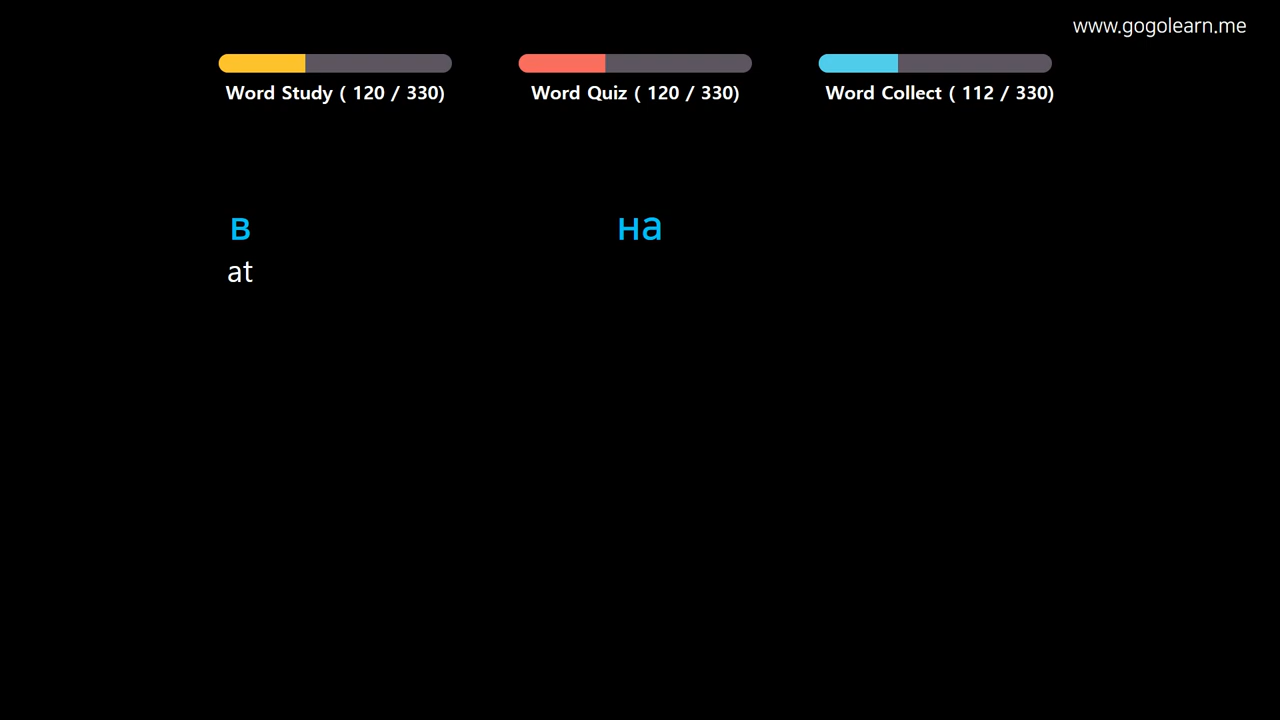 www.gogolearn.me
Word Study ( 120 / 330)
Word Quiz ( 120 / 330)
Word Collect ( 112 / 330)
в
на
at